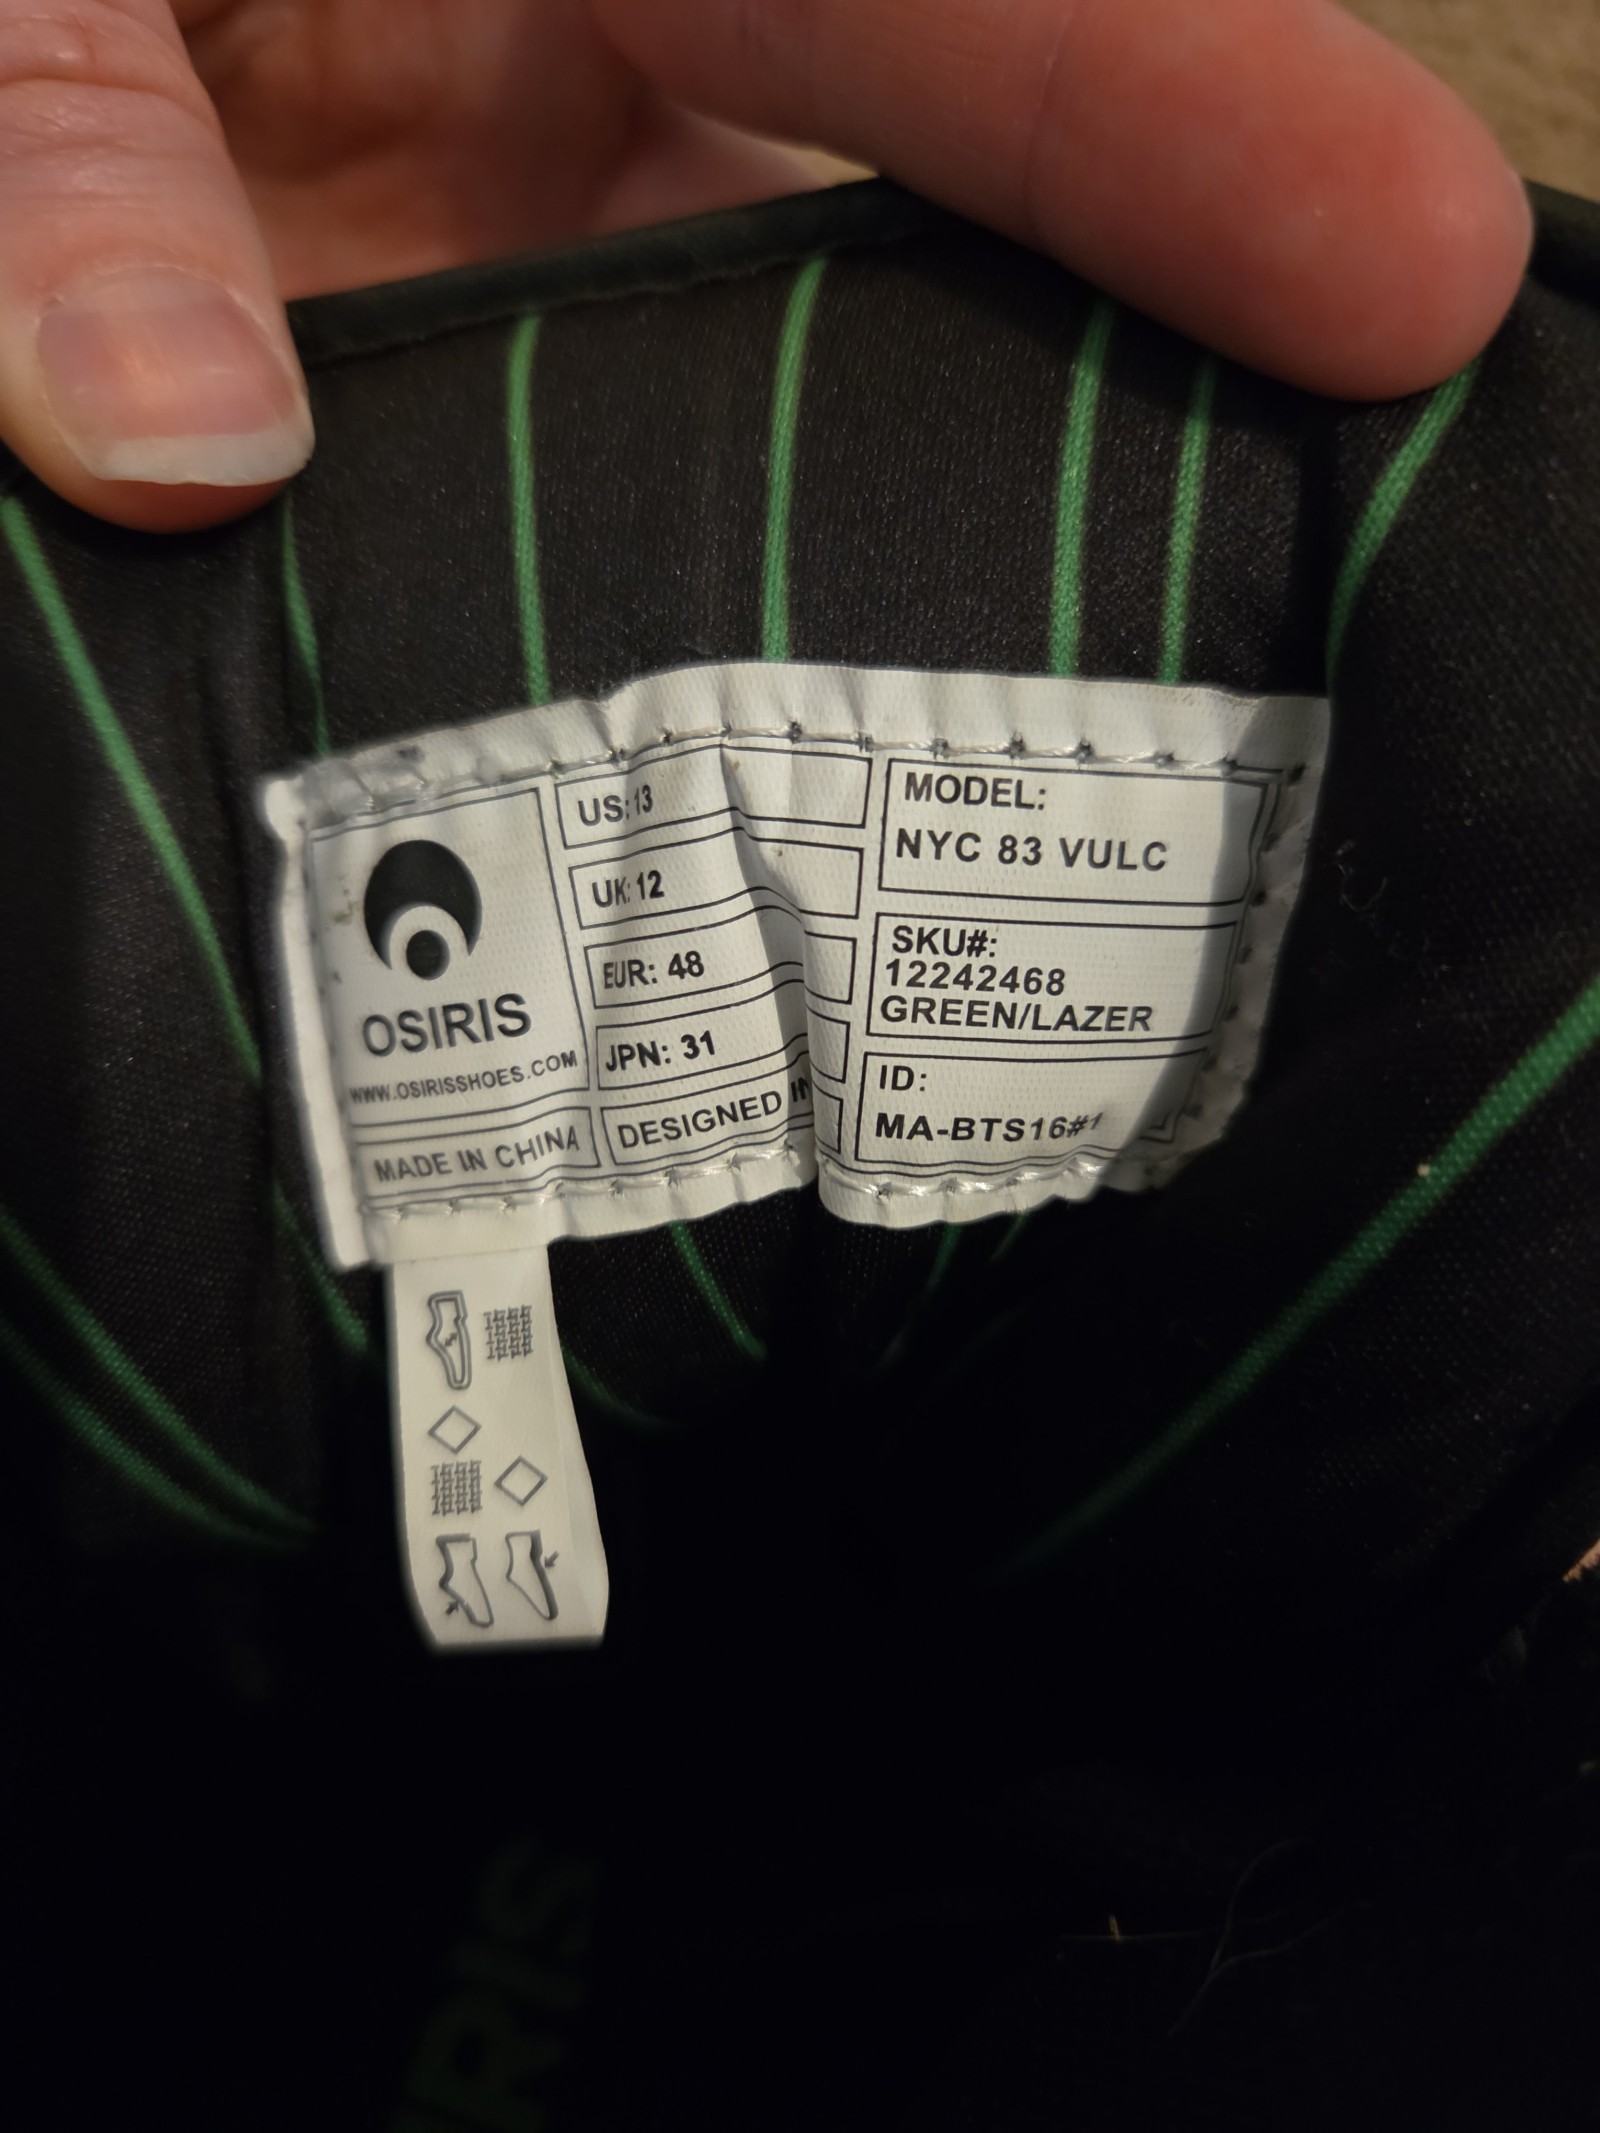 OSIRIS
WWW.OSIRISSHOES.COM
MADE IN CHINA
US: 13
UK: 12
EUR: 48
JPN: 31
DESIGNED IN
MODEL:
NYC 83 VULC
SKU#:
12242468
GREEN/LAZER
ID:
MA-BTS16#1